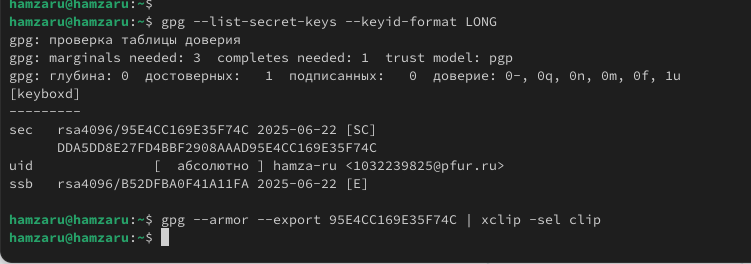 hamzaru@hamzaru:~$
hamzaru@hamzaru:~$ gpg --list-secret-keys --keyid-format LONG
gpg: проверка таблицы доверия
gpg: marginals needed: 3  completes needed: 1  trust model: pgp
gpg: глубина: 0  достоверных:   1  подписанных:   0  доверие: 0-, 0q, 0n, 0m, 0f, 1u
[keyboxd]
---------
sec   rsa4096/95E4CC169E35F74C 2025-06-22 [SC]
      DDA5DD8E27FD4BBF2908AAAD95E4CC169E35F74C
uid              [  абсолютно ] hamza-ru <1032239825@pfur.ru>
ssb   rsa4096/B52DFBA0F41A11FA 2025-06-22 [E]
hamzaru@hamzaru:~$ gpg --armor --export 95E4CC169E35F74C | xclip -sel clip
hamzaru@hamzaru:~$